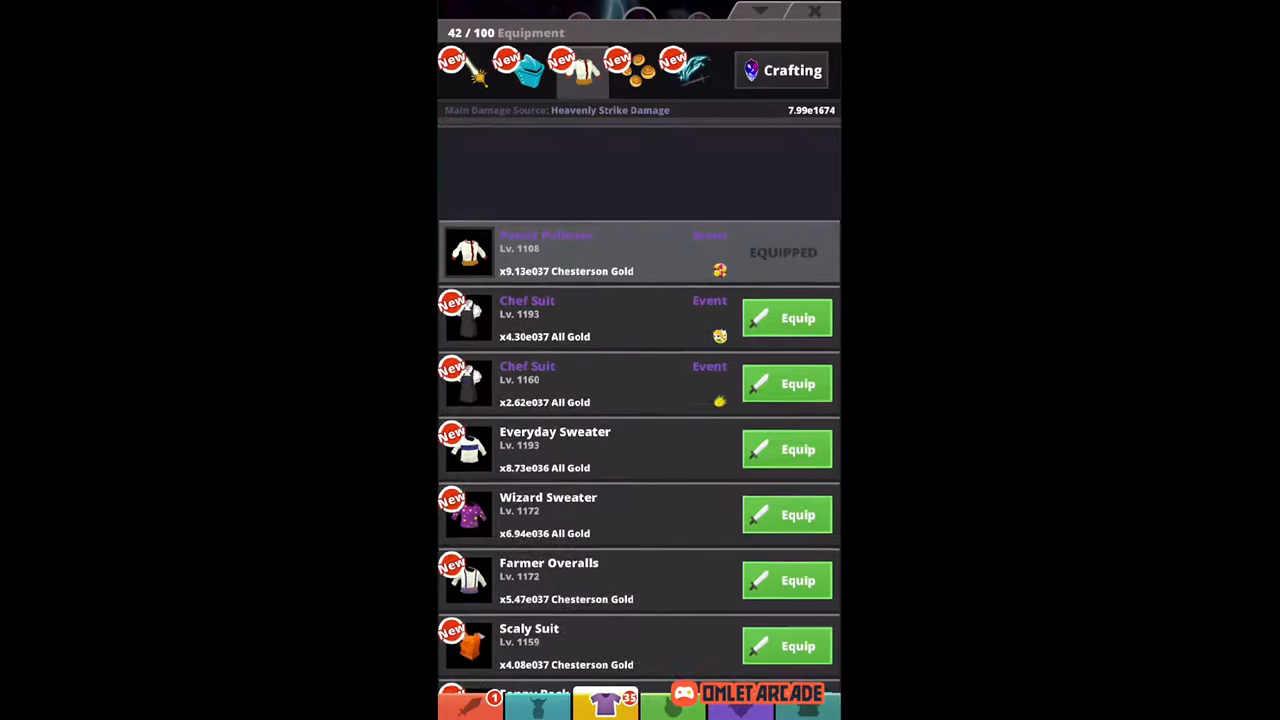 42 / 100 Equipment
New New New New New
Crafting
Main Damage Source: Heavenly Strike Damage 7.99e1674
Event
Lv. 1108
EQUIPPED
x9.13e037 Chesterson Gold
New
Chef Suit Event
Lv. 1193
Equip
x4.30e037 All Gold
New
Chef Suit Event
Lv. 1160
Equip
x2.62e037 All Gold
New
Everyday Sweater
Lv. 1193
Equip
x8.73e036 All Gold
New
Wizard Sweater
Lv. 1172
Equip
x6.94e036 All Gold
New
Farmer Overalls
Lv. 1172
Equip
x5.47e037 Chesterson Gold
New
Scaly Suit
Lv. 1159
Equip
x4.08e037 Chesterson Gold
1
35
OMLET ARCADE